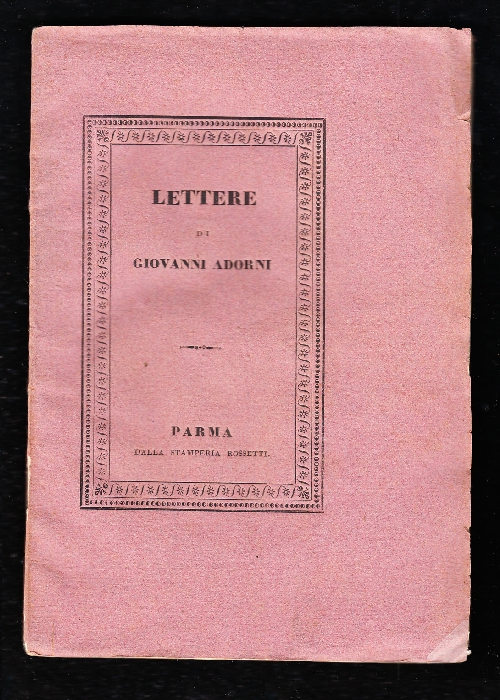 LETTERE
DI
GIOVANNI ADORNI
PARMA
DALLA STAMPERIA ROSSETTI.